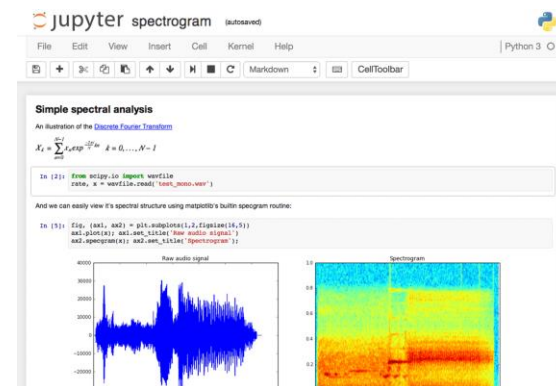 jupyter spectrogram (autosaved)
File Edit View Insert Cell Kernel Help
Python 3 O
Markdown CellToolbar
Simple spectral analysis
An illustration of the Discrete Fourier Transform
In [2]: from scipy.io import wavfile
rate, x = wavfile.read('test_mono.wav')
And we can easily view it's spectral structure using matplotlib's builtin specgram routine:
In [5]: fig, (ax1, ax2) = plt.subplots(1,2,figsize(16,5))
ax1.plot(x); ax1.set_title('Raw audio signal')
ax2.specgram(x); ax2.set_title('Spectrogram');
Raw audio signal
40000
30000
20000
10000
0
-10000
-20000
Spectrogram
1.0
0.8
0.6
0.4
0.2